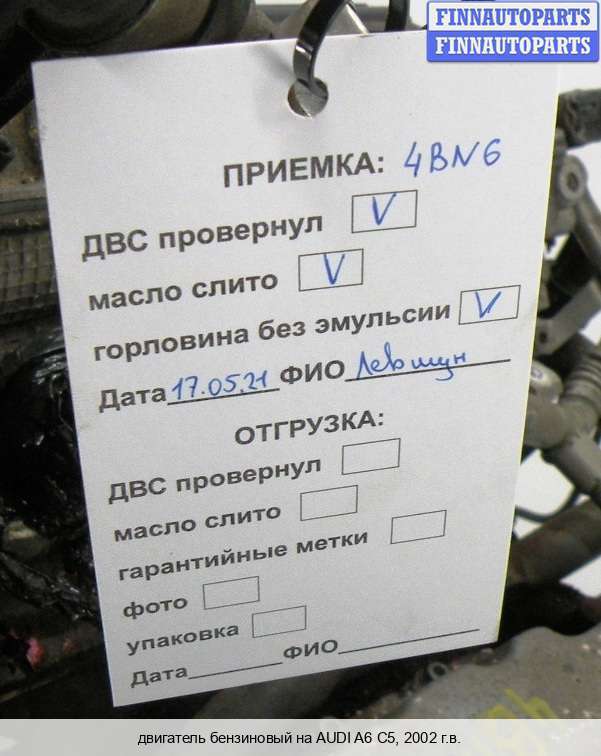 FINNAUTOPARTS
FINNAUTOPARTS
ПРИЕМКА: 4BN6
ДВС провернул V
масло слито V
горловина без эмульсии V
Дата 17.05.21 ФИО Левшун
ОТГРУЗКА:
ДВС провернул
масло слито
гарантийные метки
фото
упаковка
Дата ФИО
двигатель бензиновый на AUDI A6 C5, 2002 г.в.